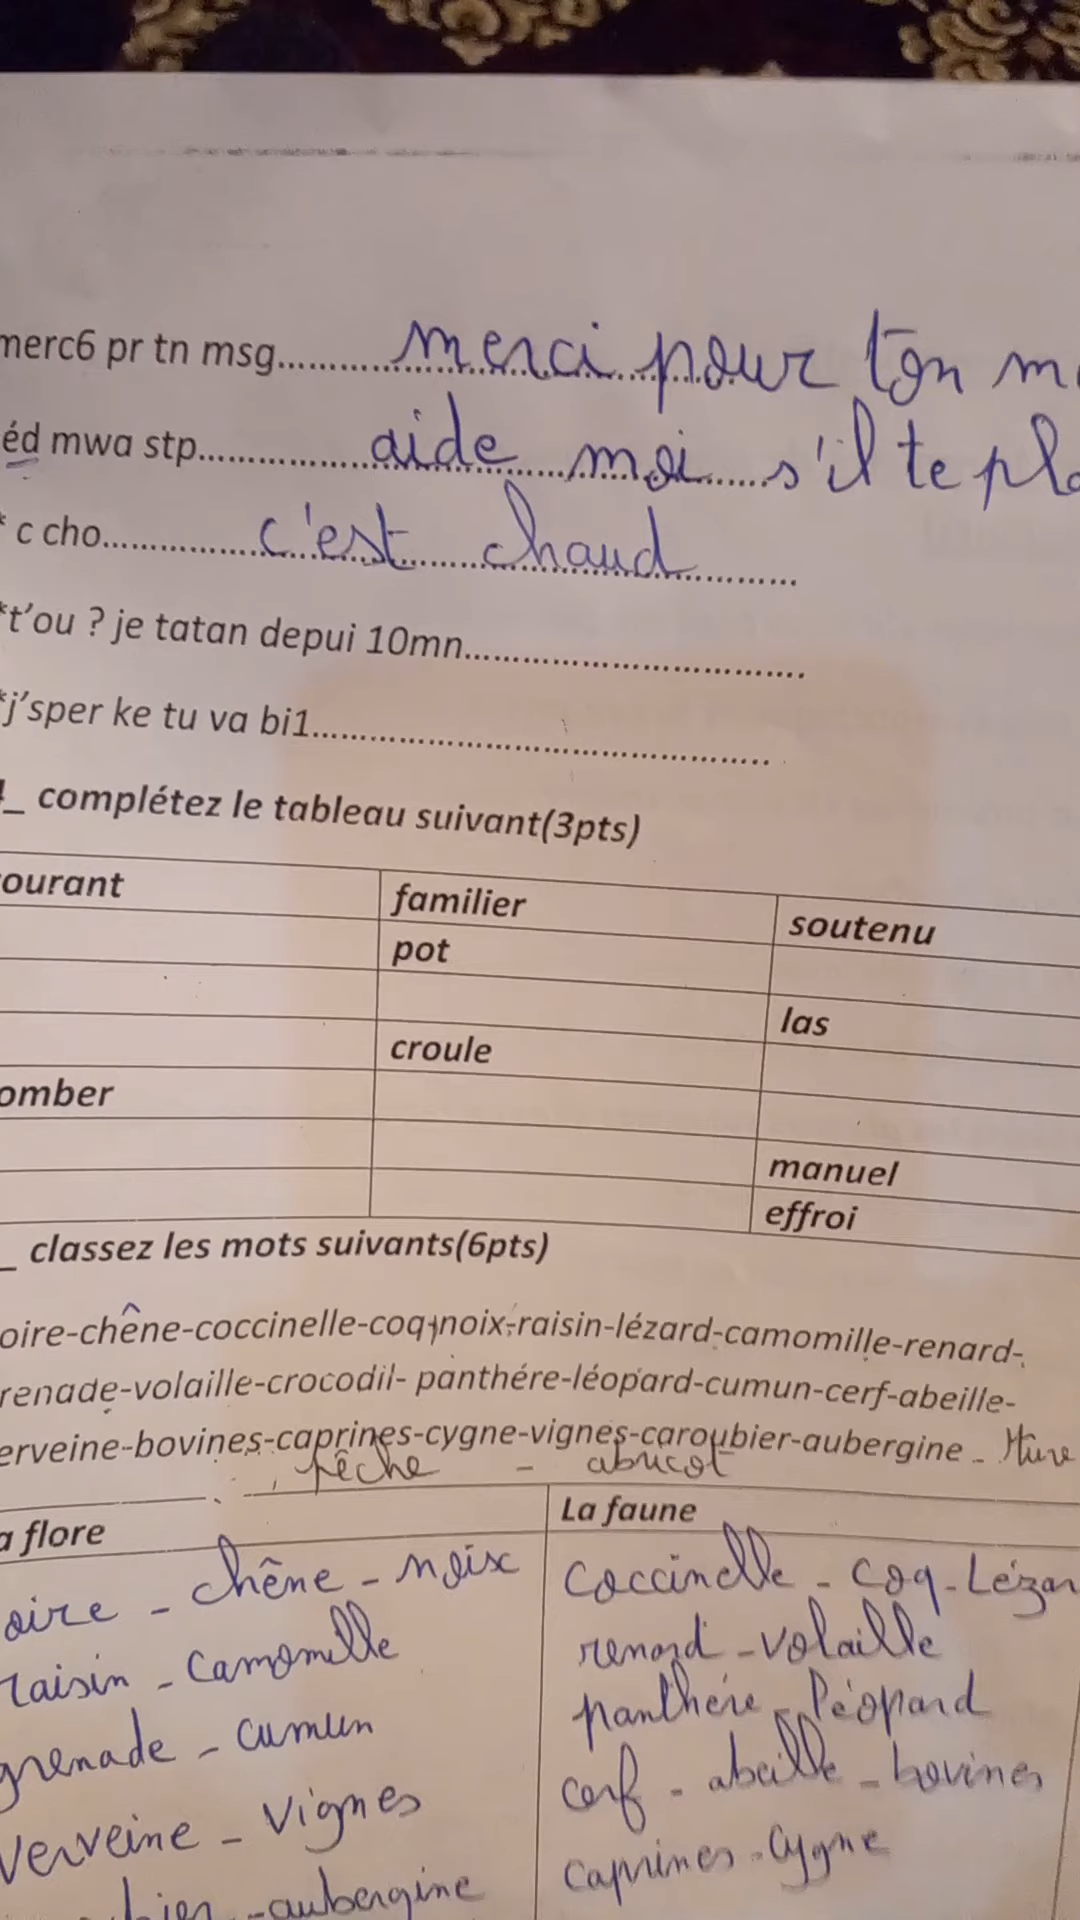 merc6 pr tn msg.......... merci pour ton m
éd mwa stp.......... aide moi s'il te pla
* c cho.......... c'est chaud
*t'ou ? je tatan depui 10mn..........
*j'sper ke tu va bi1..........
4_ complétez le tableau suivant(3pts)
courant familier soutenu
pot
las
croule
omber
manuel
effroi
_ classez les mots suivants(6pts)
oire-chêne-coccinelle-coq-noix-raisin-lézard-camomille-renard-
renade-volaille-crocodil- panthére-léopard-cumun-cerf-abeille-
erveine-bovines-caprines-cygne-vignes-caroubier-aubergine -
pêche - abricot
a flore La faune
oire - chêne - noix coccinelle - coq - Lézar
raisin - camomille renard - volaille
grenade - cumun panthére - léopard
verveine - vignes cerf - abeille - bovines
bier - aubergine caprines - cygne